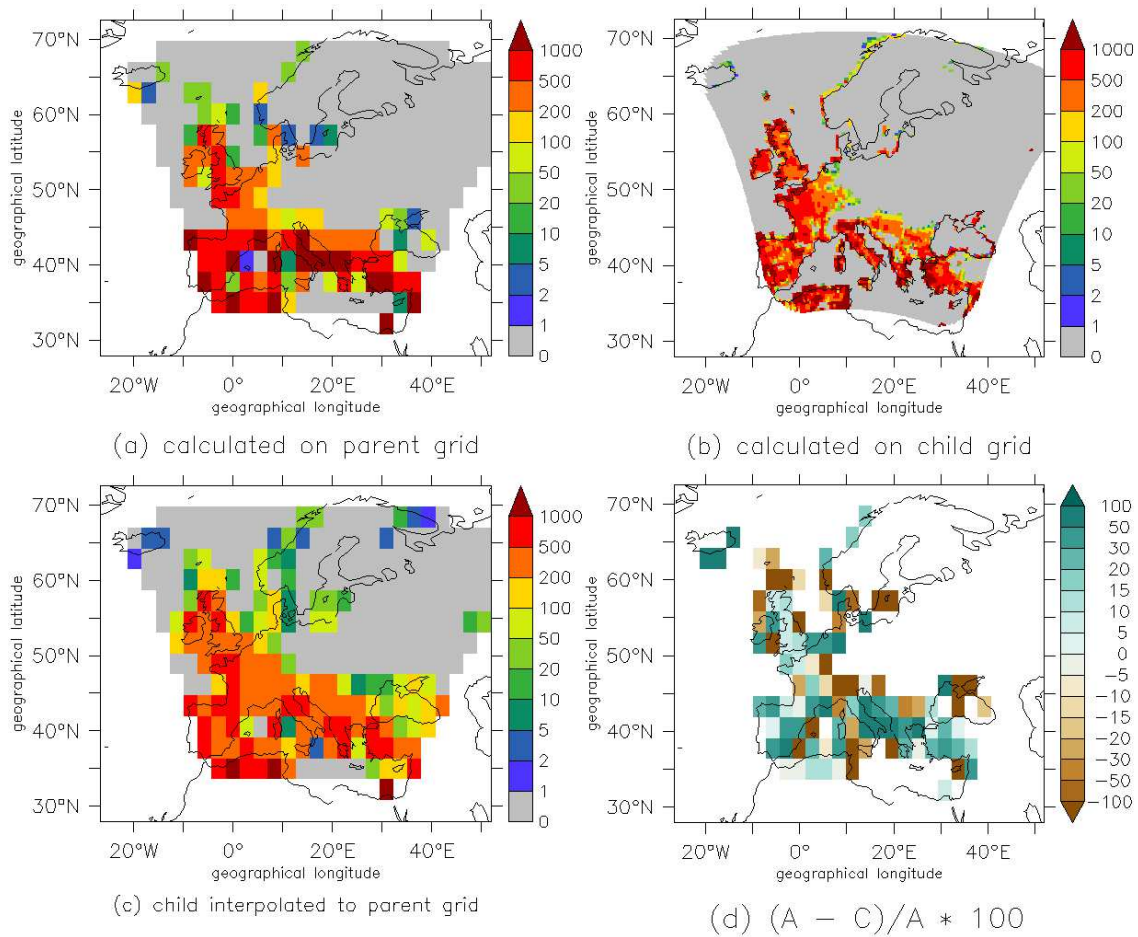 70°N
60°N
50°N
40°N
30°N
geographical latitude
20°W 0° 20°E 40°E
geographical longitude
1000
500
200
100
50
20
10
5
2
1
0
(a) calculated on parent grid
70°N
60°N
50°N
40°N
30°N
geographical latitude
20°W 0° 20°E 40°E
geographical longitude
1000
500
200
100
50
20
10
5
2
1
0
(b) calculated on child grid
70°N
60°N
50°N
40°N
30°N
geographical latitude
20°W 0° 20°E 40°E
geographical longitude
1000
500
200
100
50
20
10
5
2
1
0
(c) child interpolated to parent grid
70°N
60°N
50°N
40°N
30°N
geographical latitude
20°W 0° 20°E 40°E
geographical longitude
100
50
30
20
15
10
5
0
−5
−10
−15
−20
−30
−50
−100
(d) (A − C)/A * 100